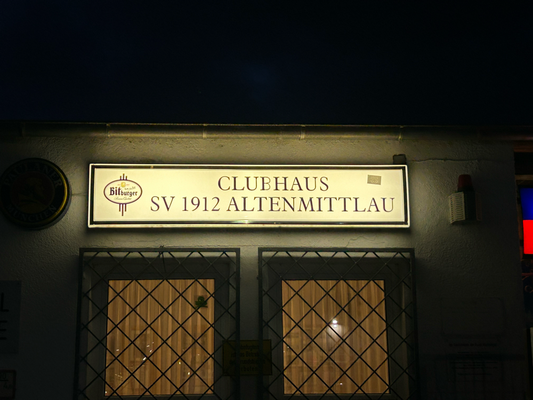 Bitburger
CLUBHAUS
SV 1912 ALTENMITTLAU